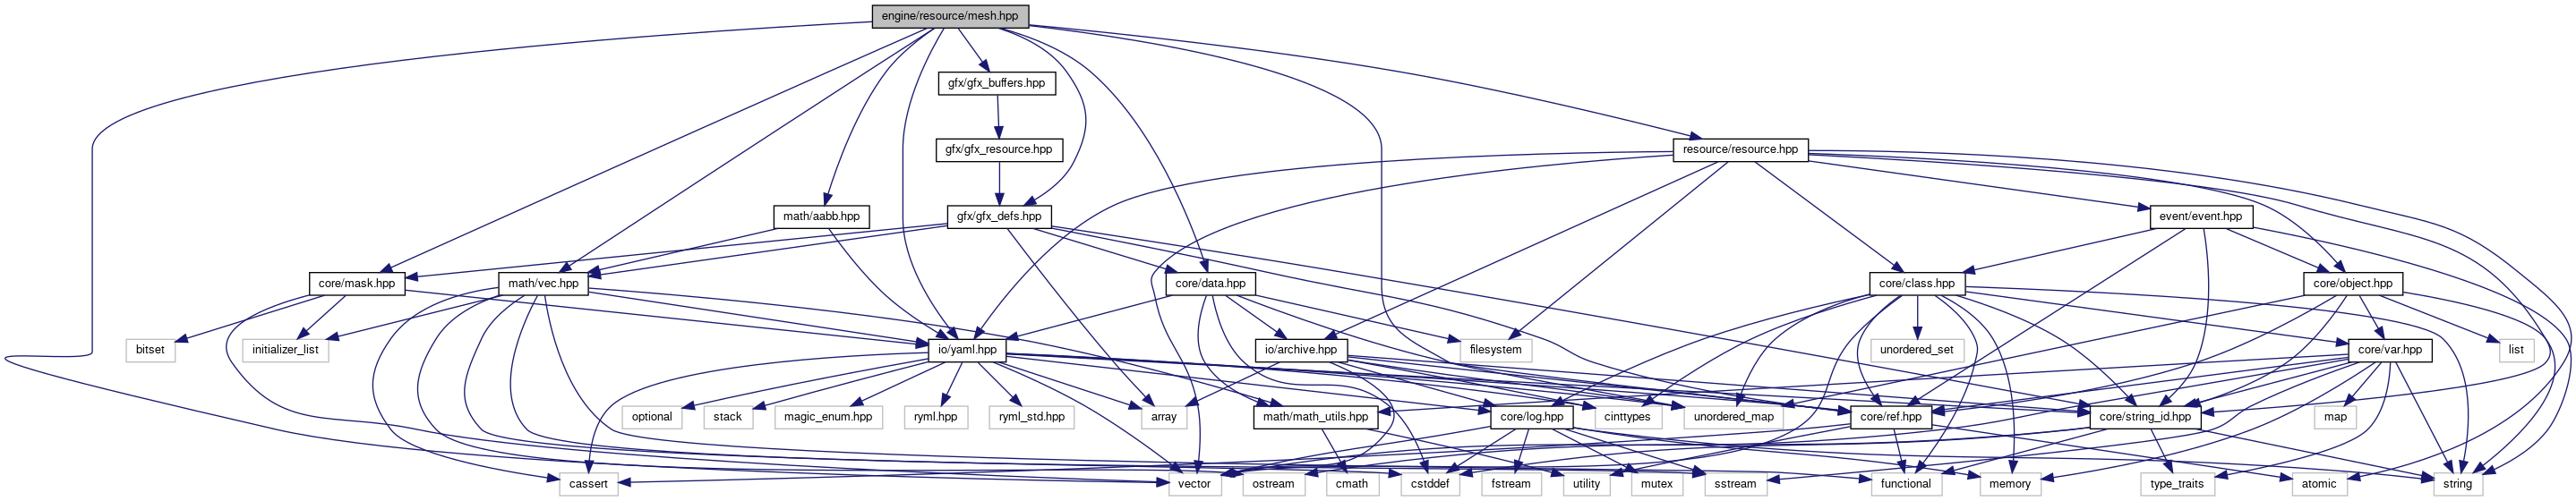 engine/resource/mesh.hpp
gfx/gfx_buffers.hpp
gfx/gfx_resource.hpp
resource/resource.hpp
math/aabb.hpp
gfx/gfx_defs.hpp
event/event.hpp
core/mask.hpp
math/vec.hpp
core/data.hpp
core/class.hpp
core/object.hpp
bitset
initializer_list
io/yaml.hpp
io/archive.hpp
filesystem
unordered_set
core/var.hpp
list
optional
stack
magic_enum.hpp
ryml.hpp
ryml_std.hpp
array
math/math_utils.hpp
core/log.hpp
cinttypes
unordered_map
core/ref.hpp
core/string_id.hpp
map
cassert
vector
ostream
cmath
cstddef
fstream
utility
mutex
sstream
functional
memory
type_traits
atomic
string